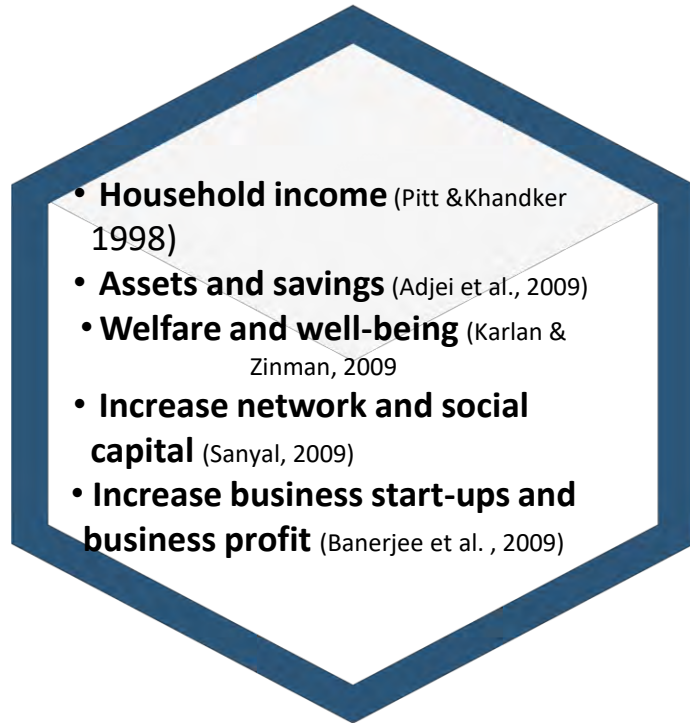 • Household income (Pitt &Khandker
1998)
• Assets and savings (Adjei et al., 2009)
• Welfare and well-being (Karlan &
Zinman, 2009
• Increase network and social
capital (Sanyal, 2009)
• Increase business start-ups and
business profit (Banerjee et al. , 2009)